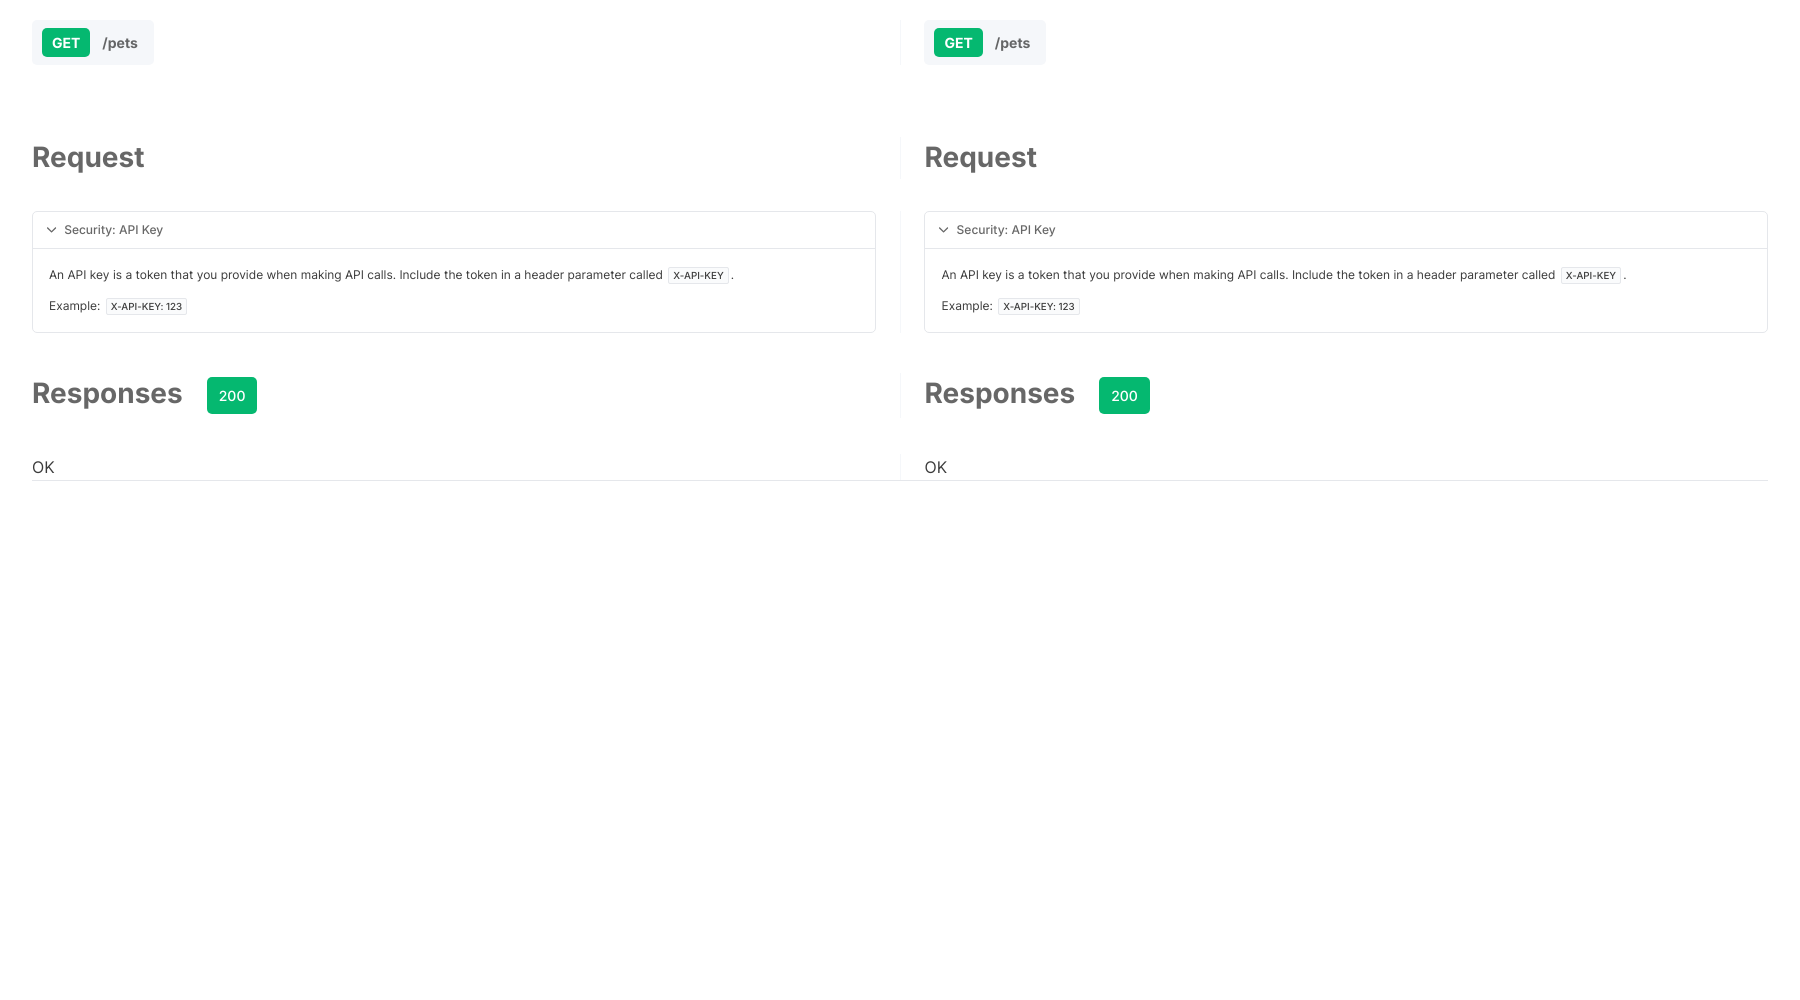 GET /pets
Request
Security: API Key
An API key is a token that you provide when making API calls. Include the token in a header parameter called X-API-KEY.
Example: X-API-KEY: 123
Responses 200
OK
GET /pets
Request
Security: API Key
An API key is a token that you provide when making API calls. Include the token in a header parameter called X-API-KEY.
Example: X-API-KEY: 123
Responses 200
OK